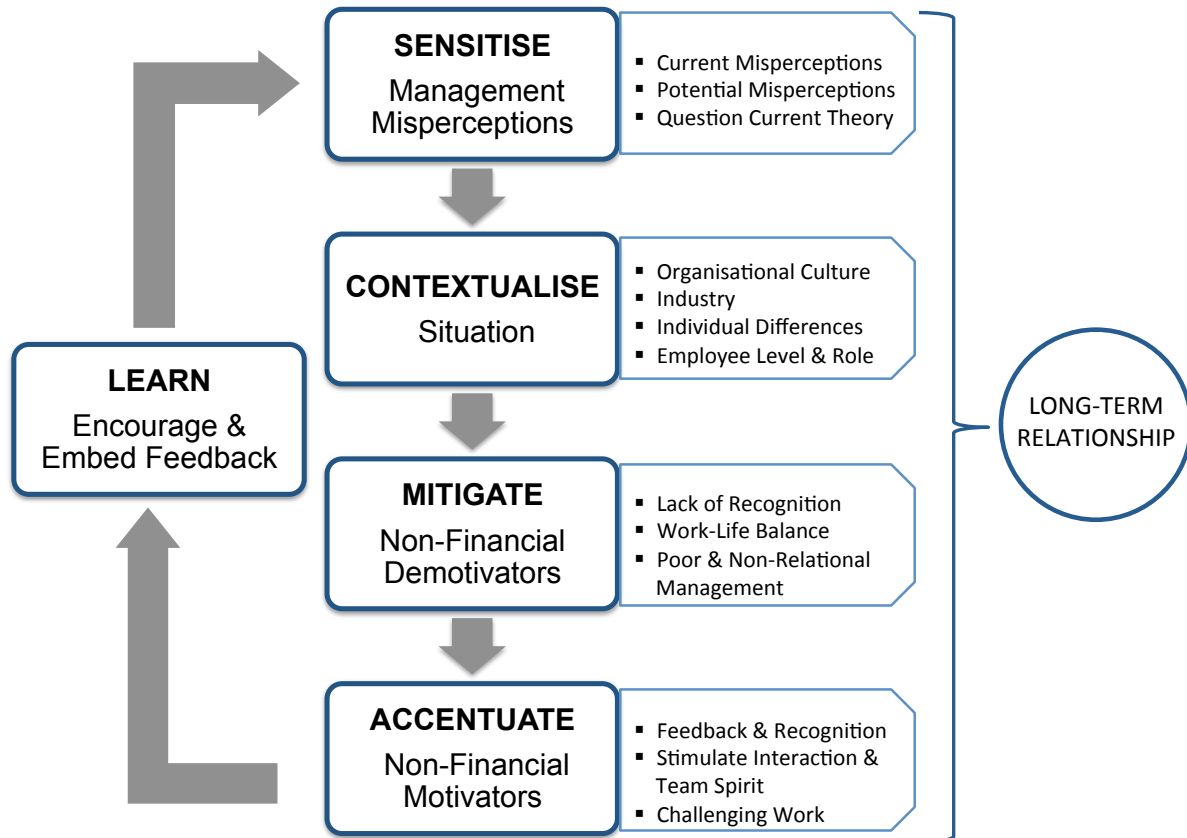 SENSITISE
Management
Misperceptions
▪ Current Misperceptions
▪ Potential Misperceptions
▪ Question Current Theory
CONTEXTUALISE
Situation
▪ Organisational Culture
▪ Industry
▪ Individual Differences
▪ Employee Level & Role
LEARN
Encourage &
Embed Feedback
LONG-TERM
RELATIONSHIP
MITIGATE
Non-Financial
Demotivators
▪ Lack of Recognition
▪ Work-Life Balance
▪ Poor & Non-Relational
Management
ACCENTUATE
Non-Financial
Motivators
▪ Feedback & Recognition
▪ Stimulate Interaction &
Team Spirit
▪ Challenging Work